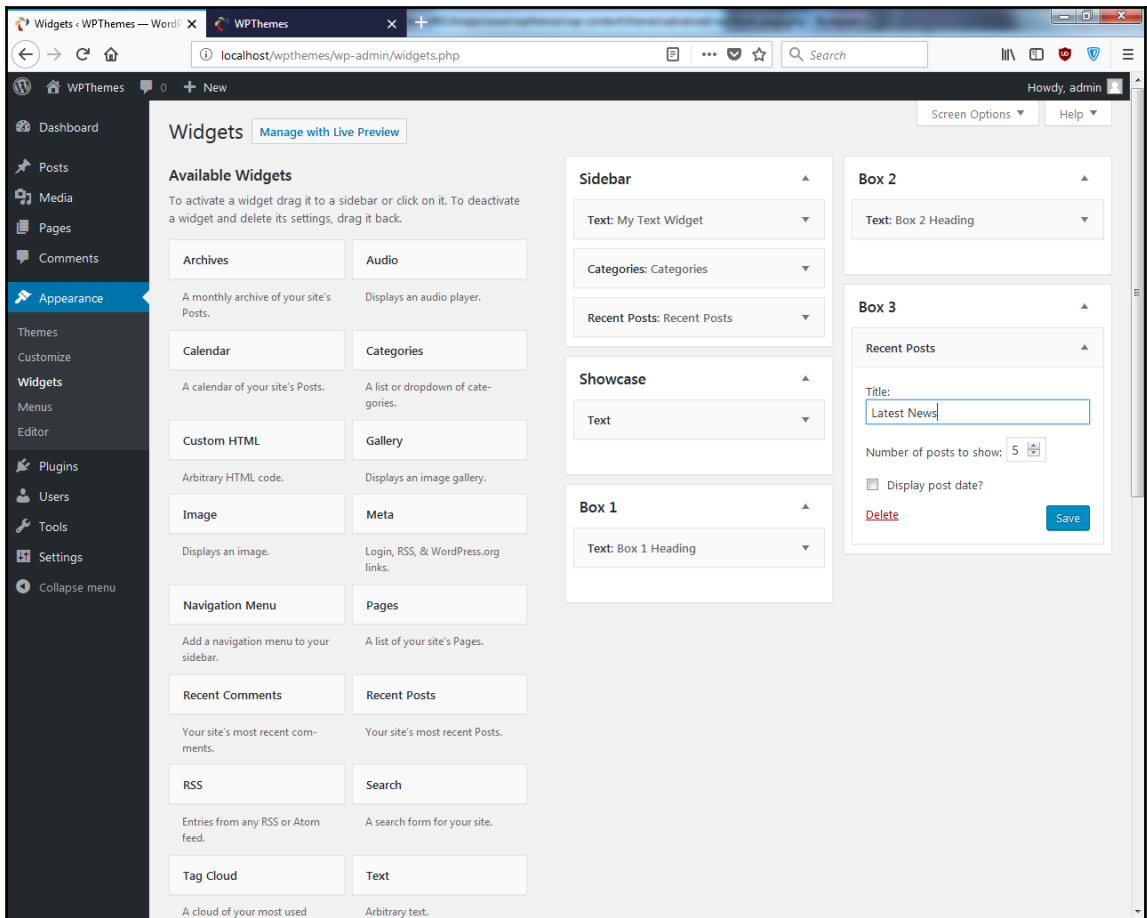 Widgets ‹ WPThemes — WordP
WPThemes
localhost/wpthemes/wp-admin/widgets.php
Search
WPThemes 0 + New
Howdy, admin
Screen Options ▼
Help ▼
Dashboard
Posts
Media
Pages
Comments
Appearance
Themes
Customize
Widgets
Menus
Editor
Plugins
Users
Tools
Settings
Collapse menu
Widgets
Manage with Live Preview
Available Widgets
To activate a widget drag it to a sidebar or click on it. To deactivate
a widget and delete its settings, drag it back.
Archives
A monthly archive of your site's
Posts.
Audio
Displays an audio player.
Calendar
A calendar of your site's Posts.
Categories
A list or dropdown of cate-
gories.
Custom HTML
Arbitrary HTML code.
Gallery
Displays an image gallery.
Image
Displays an image.
Meta
Login, RSS, & WordPress.org
links.
Navigation Menu
Add a navigation menu to your
sidebar.
Pages
A list of your site's Pages.
Recent Comments
Your site's most recent com-
ments.
Recent Posts
Your site's most recent Posts.
RSS
Entries from any RSS or Atom
feed.
Search
A search form for your site.
Tag Cloud
A cloud of your most used
Text
Arbitrary text.
Sidebar
Text: My Text Widget
Categories: Categories
Recent Posts: Recent Posts
Showcase
Text
Box 1
Text: Box 1 Heading
Box 2
Text: Box 2 Heading
Box 3
Recent Posts
Title:
Latest News
Number of posts to show: 5
Display post date?
Delete
Save